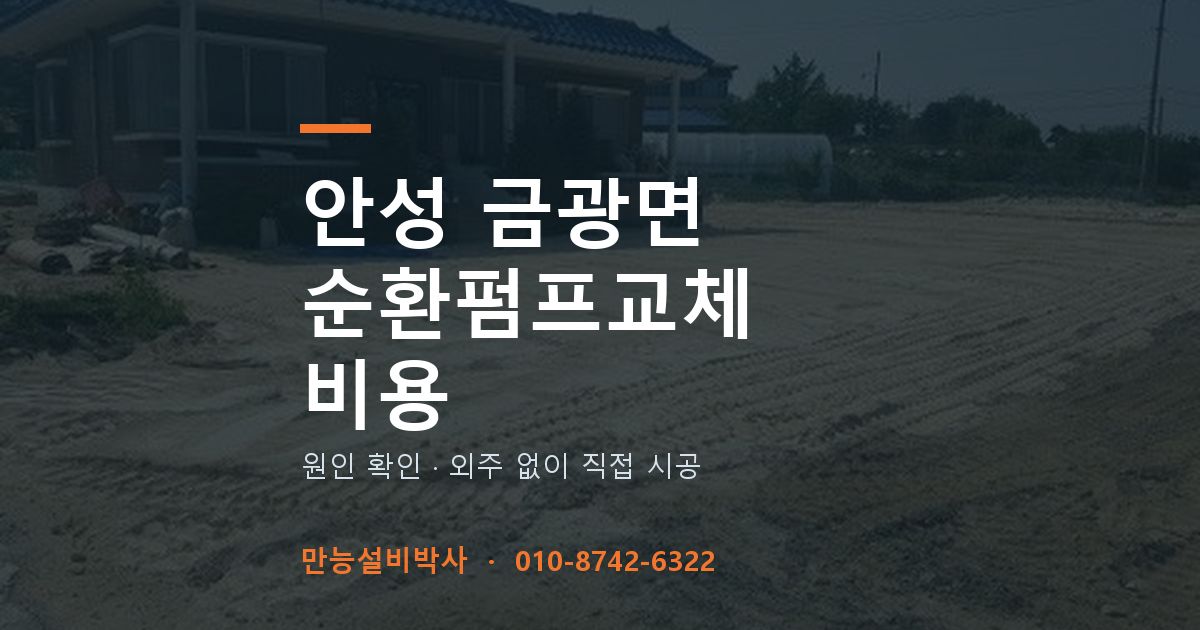 안성 금광면
순환펌프교체
비용
원인 확인 · 외주 없이 직접 시공
만능설비박사 · 010-8742-6322